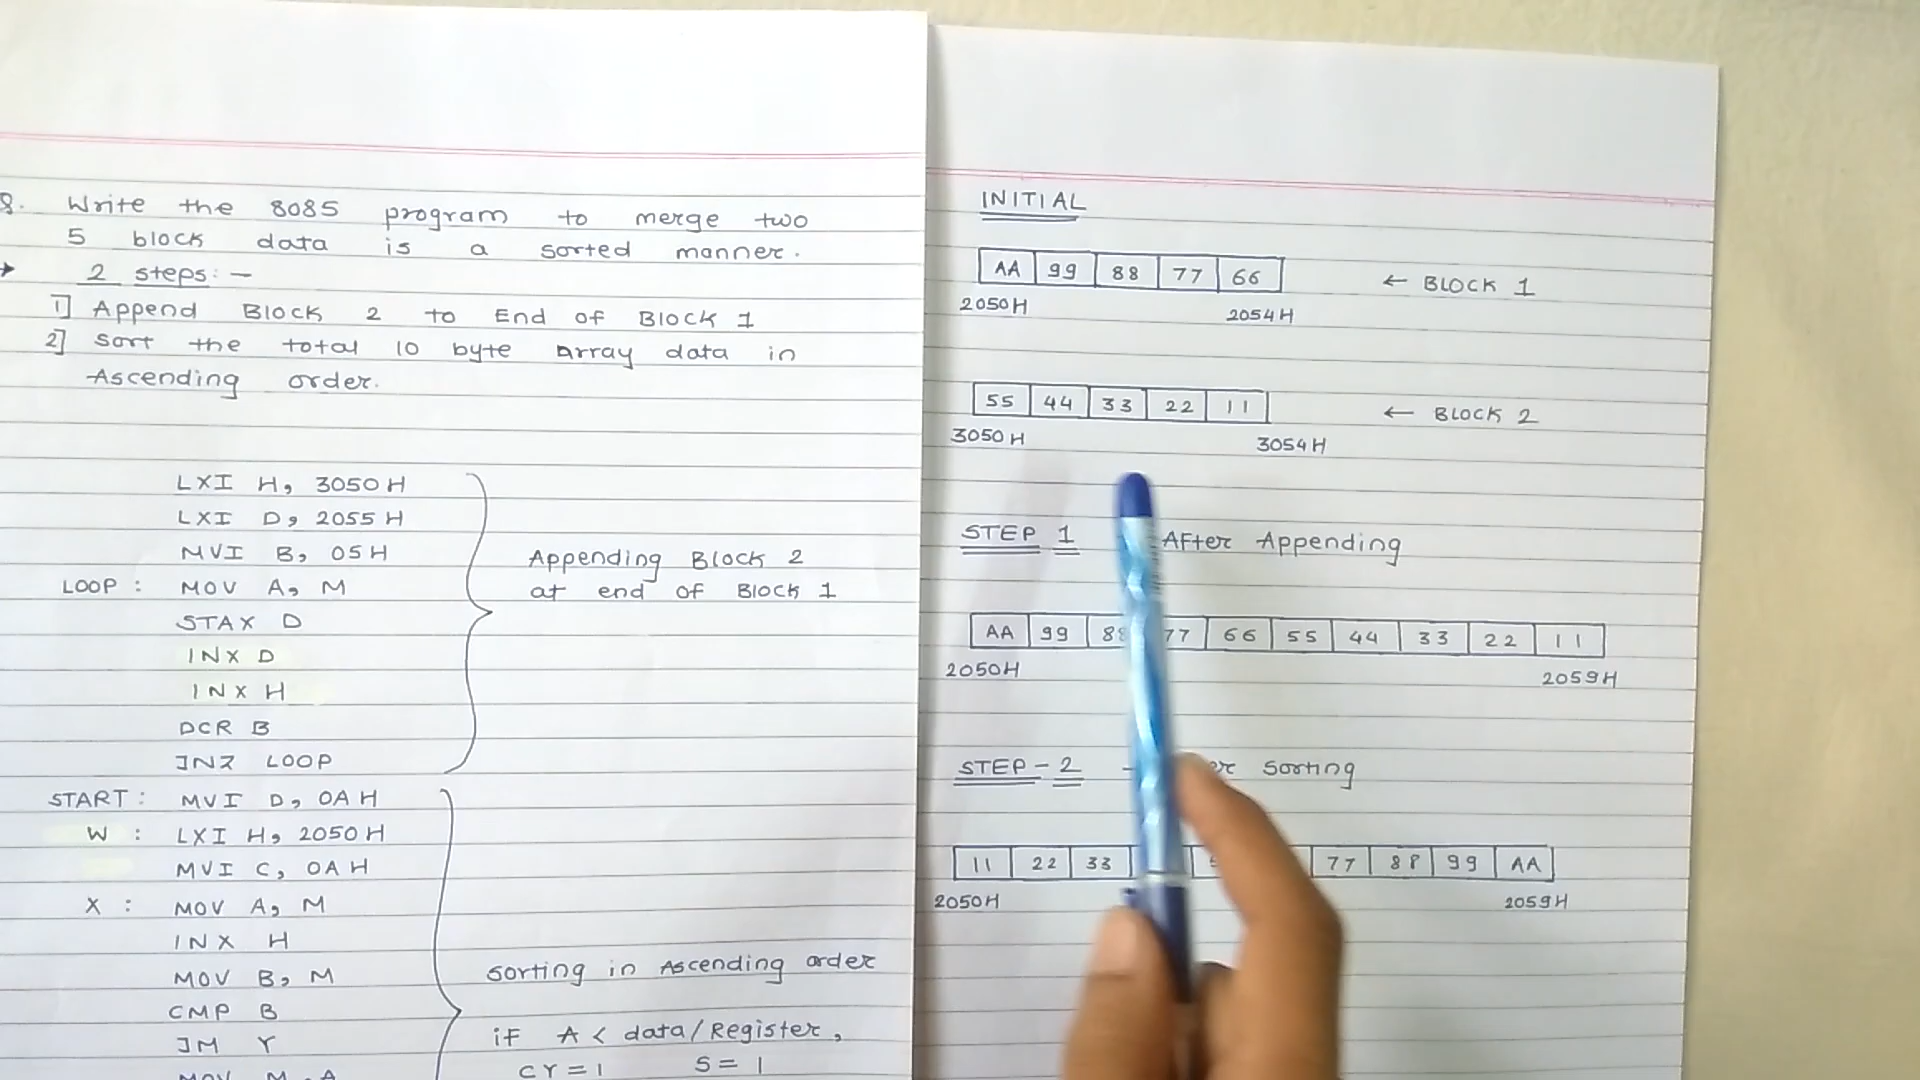 8. Write the 8085 program to merge two
5 block data is a sorted manner.
→ 2 steps: —
1] Append Block 2 to End of Block 1
2] Sort the total 10 byte array data in
Ascending order.
LXI H, 3050H
LXI D, 2055H
MVI B, 05H
LOOP : MOV A, M
STAX D
INX D
INX H
DCR B
JNZ LOOP
Appending Block 2
at end of Block 1
START : MVI D, 0AH
W : LXI H, 2050H
MVI C, 0AH
X : MOV A, M
INX H
MOV B, M
CMP B
JM Y
MOV M, A
Sorting in Ascending order
if A < data/Register,
CY = 1 S = 1
INITIAL
AA 99 88 77 66 ← BLOCK 1
2050H 2054H
55 44 33 22 11 ← BLOCK 2
3050H 3054H
STEP 1 After Appending
AA 99 88 77 66 55 44 33 22 11
2050H 2059H
STEP-2 - Sorting
11 22 33 77 88 99 AA
2050H 2059H